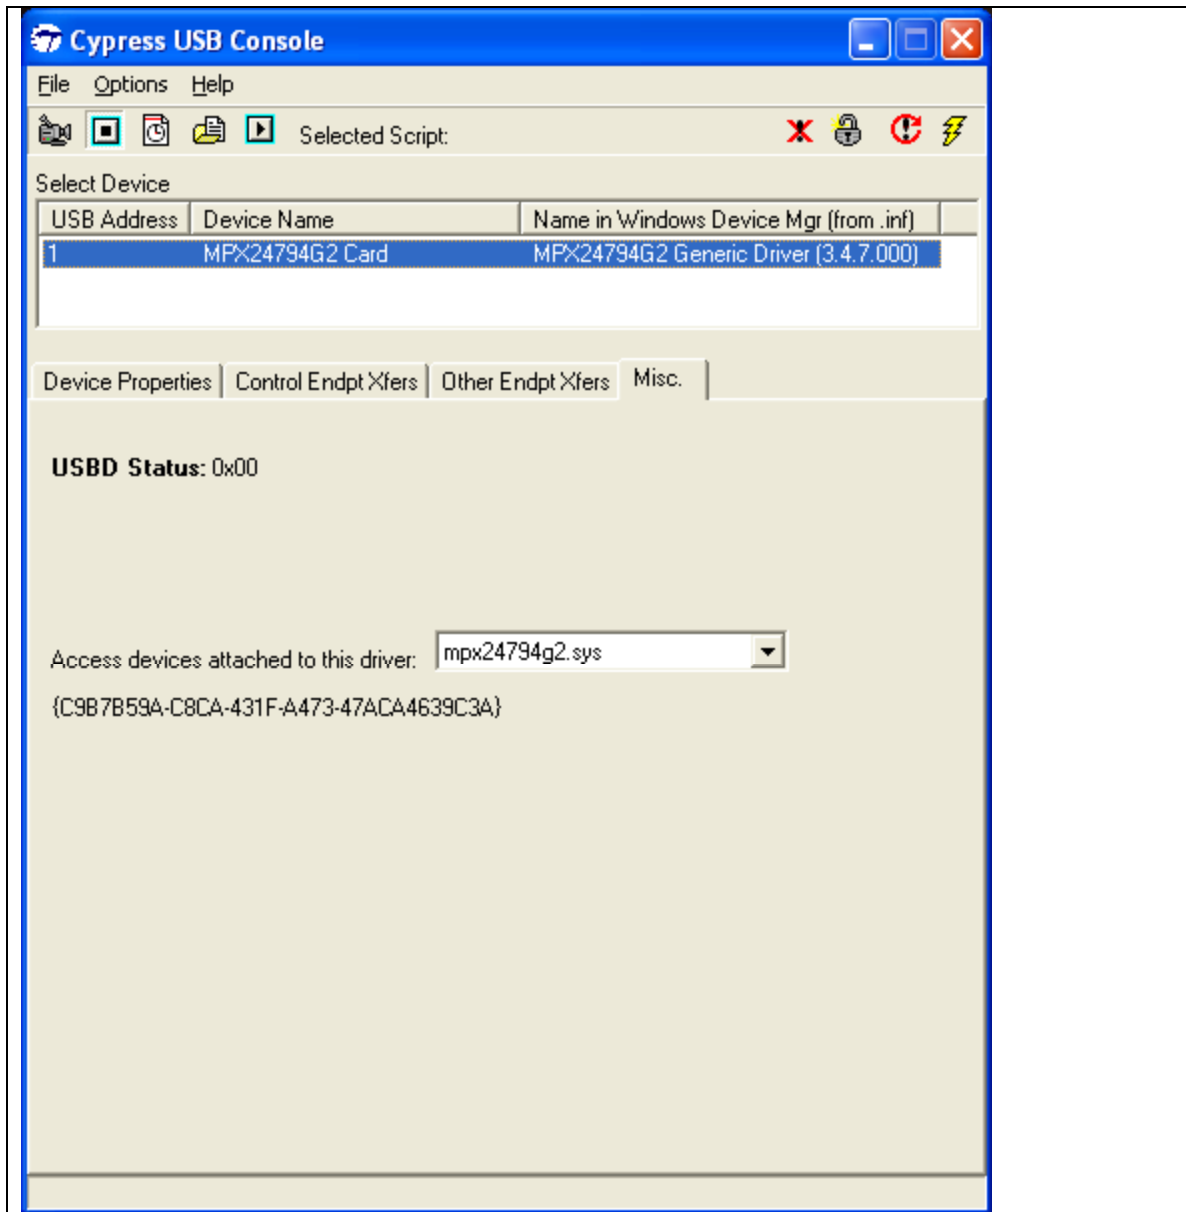 Cypress USB Console
File Options Help
Selected Script:
Select Device
USB Address Device Name Name in Windows Device Mgr (from .inf)
1 MPX24794G2 Card MPX24794G2 Generic Driver (3.4.7.000)
Device Properties Control Endpt Xfers Other Endpt Xfers Misc.
USBD Status: 0x00
Access devices attached to this driver: mpx24794g2.sys
{C9B7B59A-C8CA-431F-A473-47ACA4639C3A}